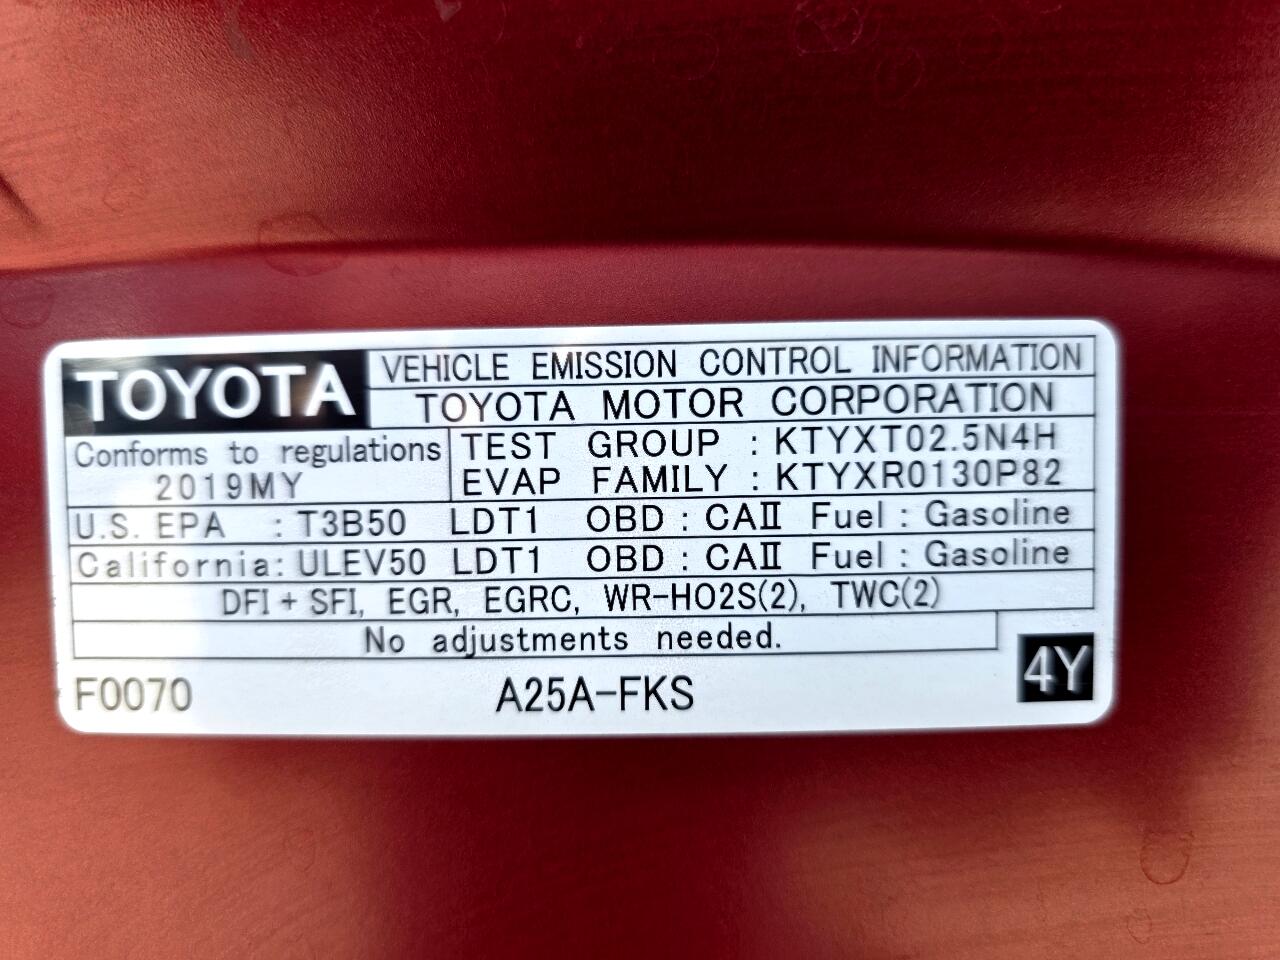 TOYOTA
VEHICLE EMISSION CONTROL INFORMATION
TOYOTA MOTOR CORPORATION
Conforms to regulations
2019MY
TEST GROUP : KTYXT02.5N4H
EVAP FAMILY : KTYXR0130P82
U.S. EPA : T3B50 LDT1 OBD : CAⅡ Fuel : Gasoline
California: ULEV50 LDT1 OBD : CAⅡ Fuel : Gasoline
DFI + SFI, EGR, EGRC, WR-HO2S(2), TWC(2)
No adjustments needed.
F0070 A25A-FKS 4Y